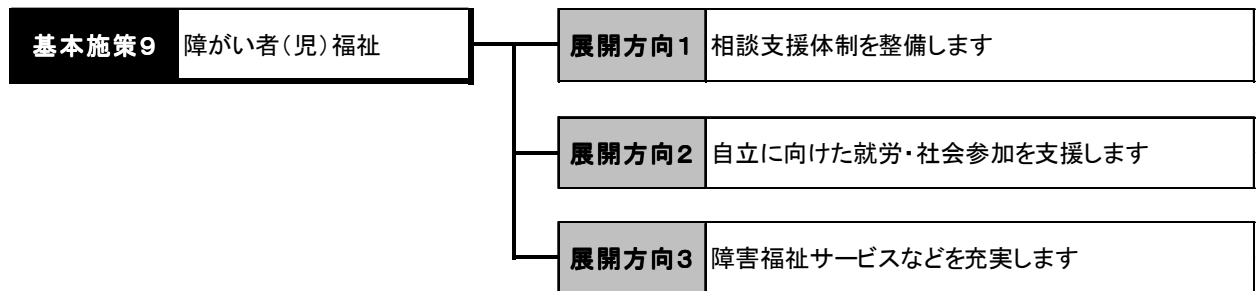 基本施策9 障がい者(児)福祉
展開方向1 相談支援体制を整備します
展開方向2 自立に向けた就労・社会参加を支援します
展開方向3 障害福祉サービスなどを充実します